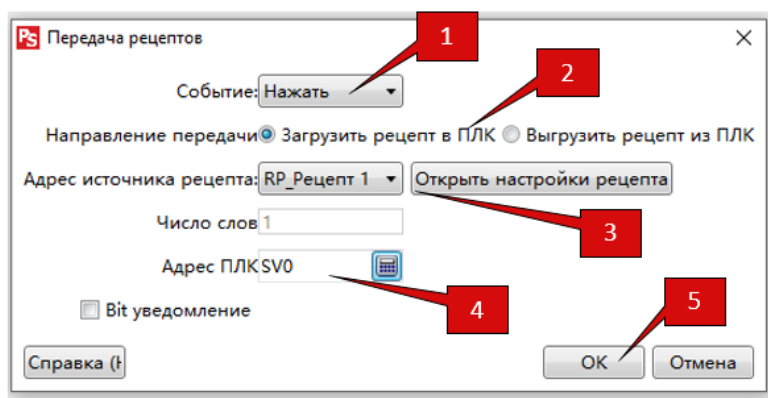 PS Передача рецептов
1
Событие: Нажать
2
Направление передачи Загрузить рецепт в ПЛК Выгрузить рецепт из ПЛК
Адрес источника рецепта: RP_Рецепт 1 Открыть настройки рецепта
3
Число слов 1
Адрес ПЛК SV0
4
Bit уведомление
5
Справка (H
OK Отмена